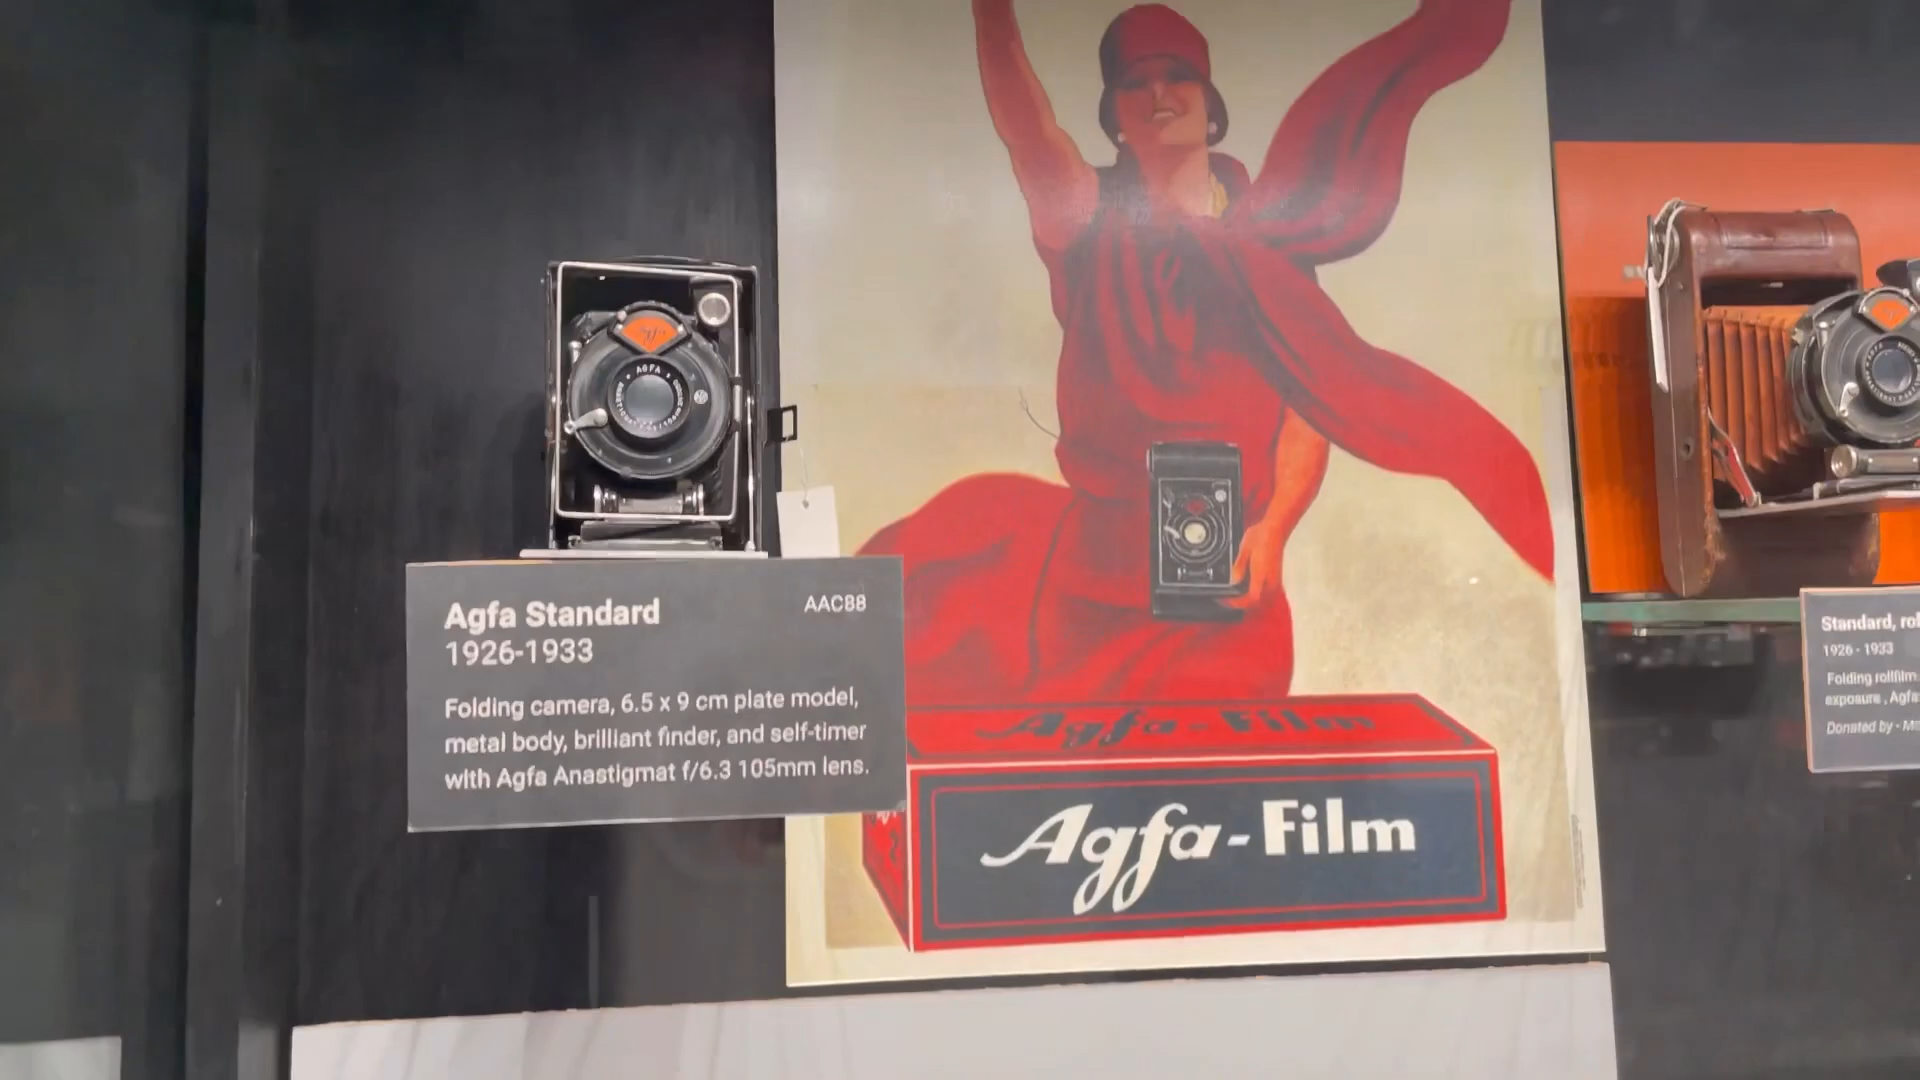 Agfa
AGFA
Agfa Standard
AAC88
1926-1933
Folding camera, 6.5 x 9 cm plate model,
metal body, brilliant finder, and self-timer
with Agfa Anastigmat f/6.3 105mm lens.
Agfa-Film
Agfa-Film
Standard,
1926 - 1933
Folding rollfilm
exposure, Agfa
Donated by -